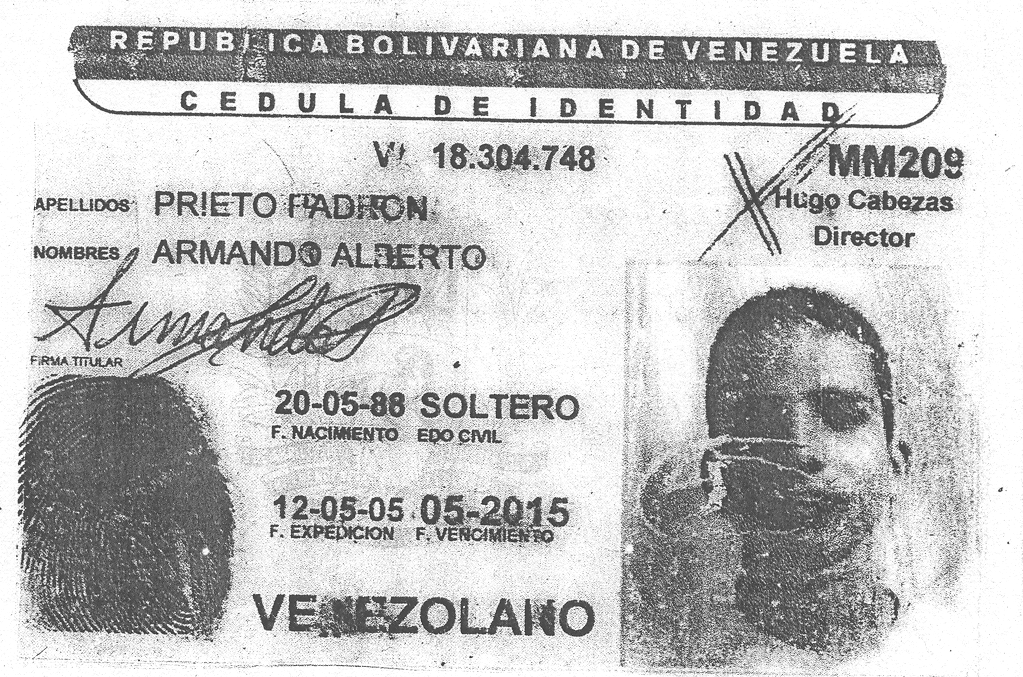 REPUBLICA BOLIVARIANA DE VENEZUELA
CEDULA DE IDENTIDAD
V 18.304.748
MM209
Hugo Cabezas
Director
APELLIDOS PRIETO PADRON
NOMBRES ARMANDO ALBERTO
FIRMA TITULAR
20-05-88 SOLTERO
F. NACIMIENTO EDO CIVIL
12-05-05 05-2015
F. EXPEDICION F. VENCIMIENTO
VENEZOLANO